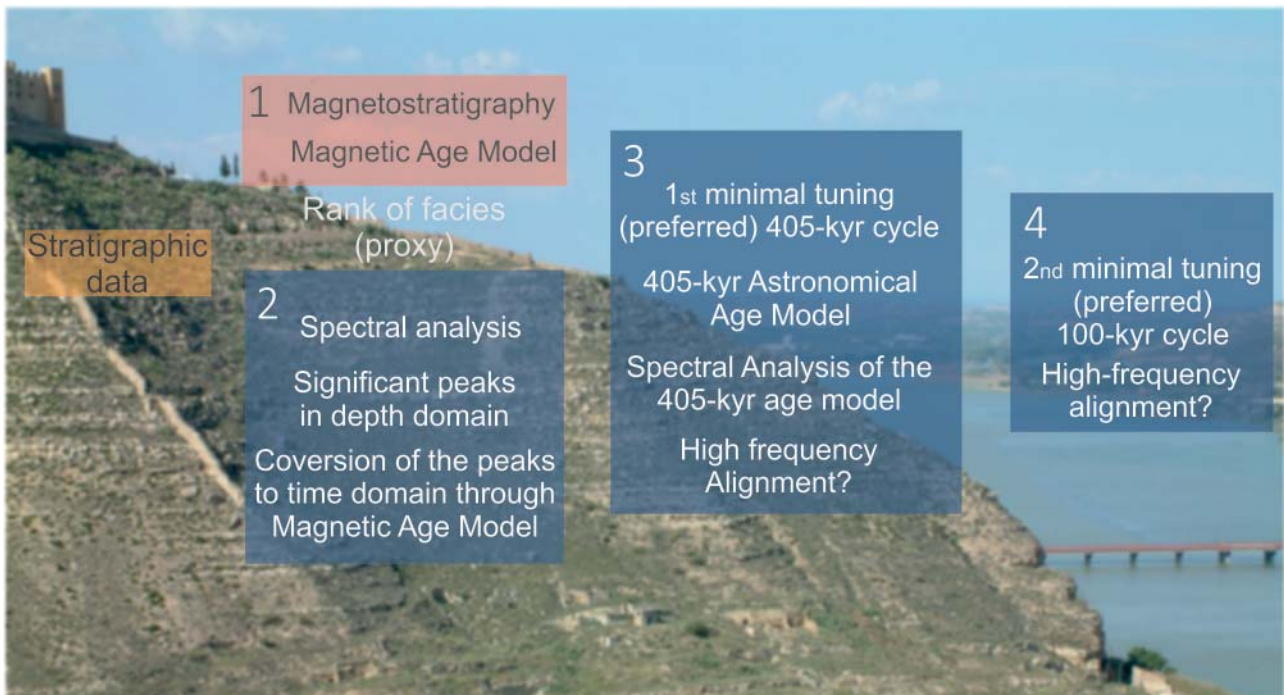 Stratigraphic
data
1
Magnetostratigraphy
Magnetic Age Model
Rank of facies
(proxy)
2
Spectral analysis
Significant peaks
in depth domain
Coversion of the peaks
to time domain through
Magnetic Age Model
3
1st minimal tuning
(preferred) 405-kyr cycle
405-kyr Astronomical
Age Model
Spectral Analysis of the
405-kyr age model
High frequency
Alignment?
4
2nd minimal tuning
(preferred)
100-kyr cycle
High-frequency
alignment?